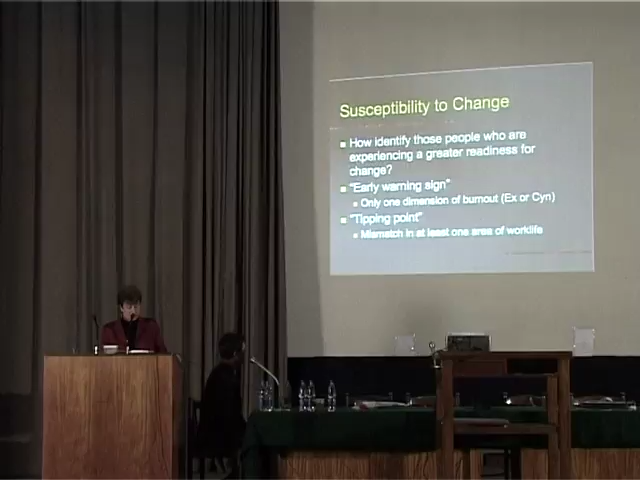 Susceptibility to Change
How identify those people who are
experiencing a greater readiness for
change?
"Early warning sign"
Only one dimension of burnout (Ex or Cyn)
"Tipping point"
Mismatch in at least one area of worklife